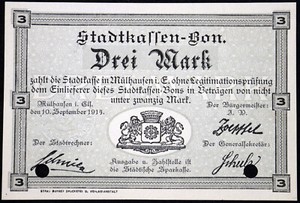 3 3
Stadtkassen-Bon.
Drei Mark
zahlt die Stadtkasse in Mülhausen i. E. ohne Legitimationsprüfung
dem Einlieferer dieses Stadtkassen-Bons in Beträgen von nicht
unter zwanzig Mark.
Mülhausen i. Els. Der Bürgermeister:
den 10. September 1914. I. V.
Der Stadtrechner: Der Generalsekretär:
Ausgabe u. Zahlstelle ist
die Städtische Sparkasse.
3 3